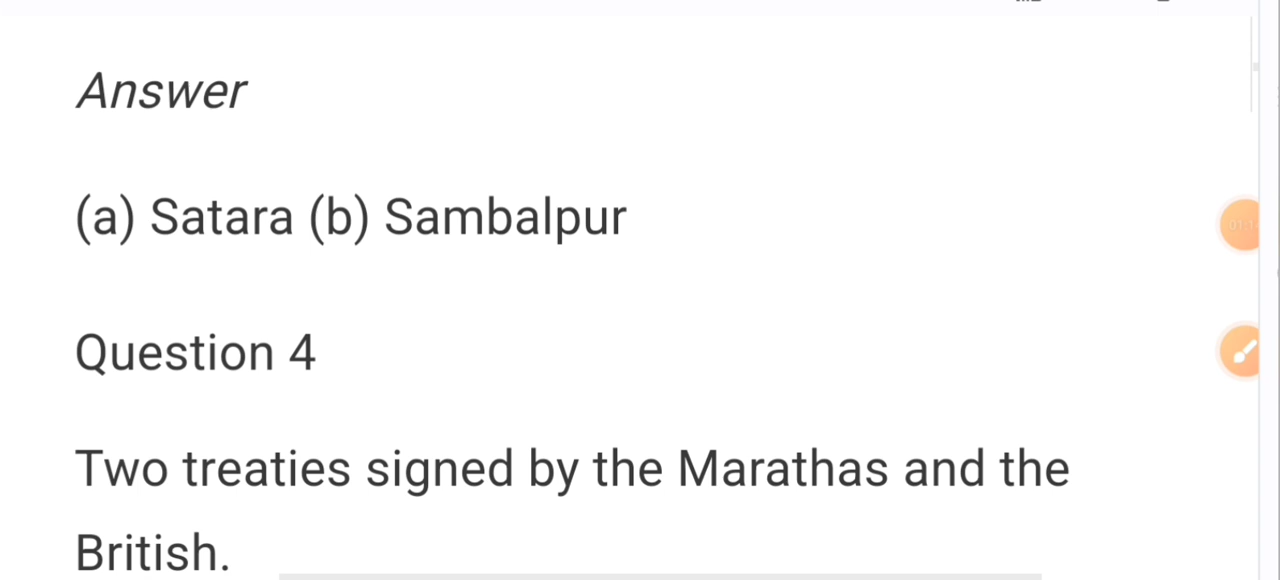 Answer
(a) Satara (b) Sambalpur
Question 4
Two treaties signed by the Marathas and the
British.